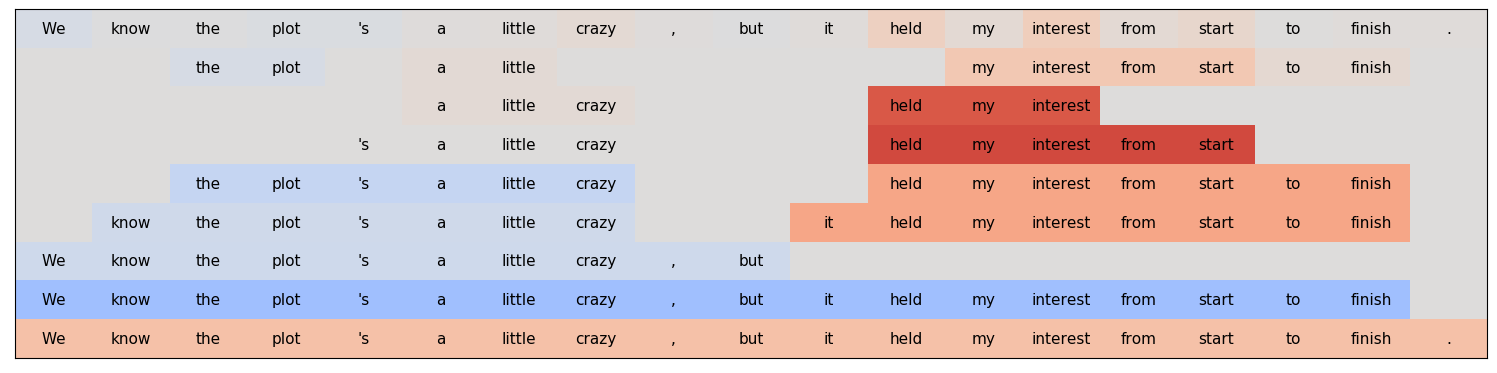 We know the plot 's a little crazy , but it held my interest from start to finish .
the plot a little my interest from start to finish
a little crazy held my interest
's a little crazy held my interest from start
the plot 's a little crazy held my interest from start to finish
know the plot 's a little crazy it held my interest from start to finish
We know the plot 's a little crazy , but
We know the plot 's a little crazy , but it held my interest from start to finish
We know the plot 's a little crazy , but it held my interest from start to finish .